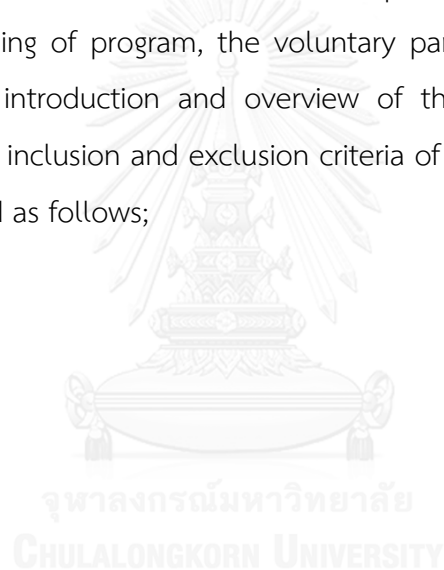 ing of program, the voluntary par
introduction and overview of th
inclusion and exclusion criteria of
d as follows;
จุฬาลงกรณ์มหาวิทยาลัย
CHULALONGKORN UNIVERSITY